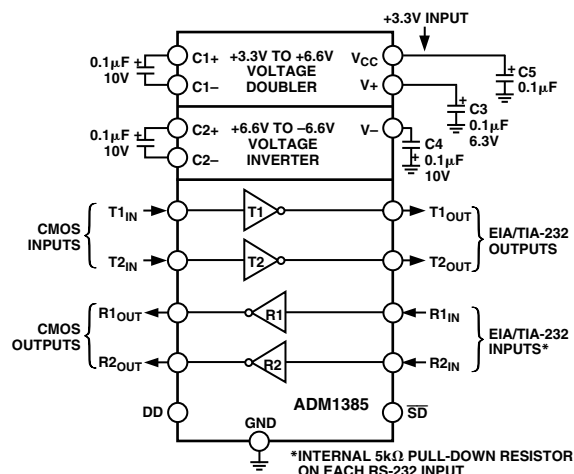 +3.3V INPUT
0.1µF
10V
+
C1+
C1–
+3.3V TO +6.6V
VOLTAGE
DOUBLER
VCC
V+
+
C5
0.1µF
+
C3
0.1µF
6.3V
0.1µF
10V
+
C2+
C2–
+6.6V TO –6.6V
VOLTAGE
INVERTER
V–
C4
+
0.1µF
10V
CMOS
INPUTS
T1IN
T1
T1OUT
T2IN
T2
T2OUT
EIA/TIA-232
OUTPUTS
CMOS
OUTPUTS
R1OUT
R1
R1IN
R2OUT
R2
R2IN
EIA/TIA-232
INPUTS*
DD
GND
ADM1385
SD
*INTERNAL 5kΩ PULL-DOWN RESISTOR
ON EACH RS-232 INPUT